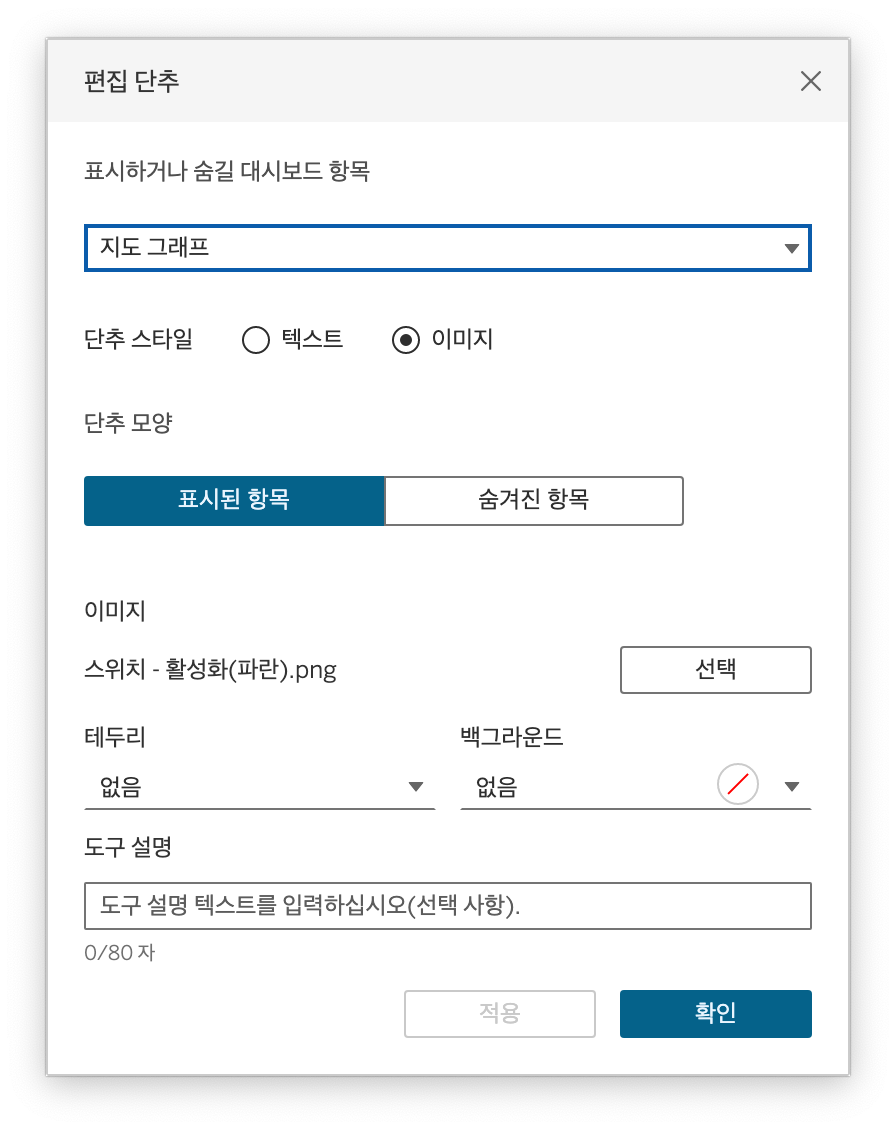 편집 단추
표시하거나 숨길 대시보드 항목
지도 그래프
단추 스타일 텍스트 이미지
단추 모양
표시된 항목 숨겨진 항목
이미지
스위치 - 활성화(파란).png 선택
테두리 백그라운드
없음 없음
도구 설명
도구 설명 텍스트를 입력하십시오(선택 사항).
0/80 자
적용 확인